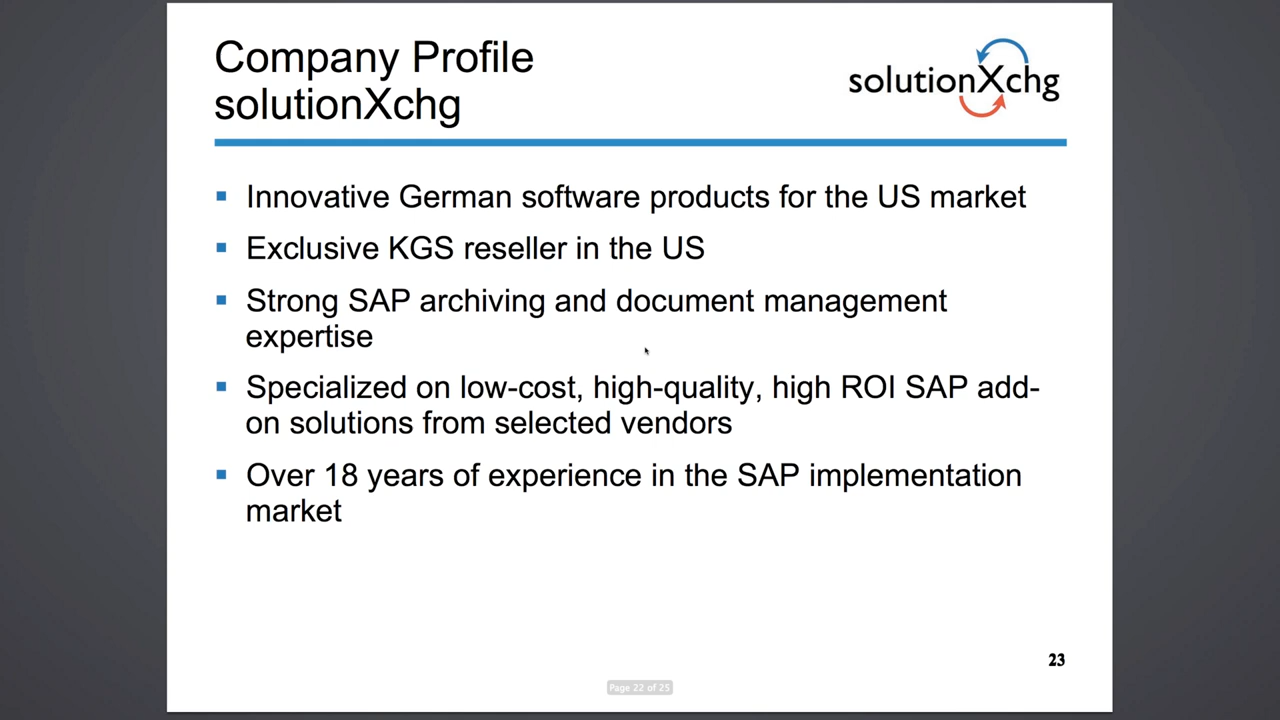 Company Profile
solutionXchg
solutionXchg
▪ Innovative German software products for the US market
▪ Exclusive KGS reseller in the US
▪ Strong SAP archiving and document management
expertise
▪ Specialized on low-cost, high-quality, high ROI SAP add-
on solutions from selected vendors
▪ Over 18 years of experience in the SAP implementation
market
23
Page 22 of 25